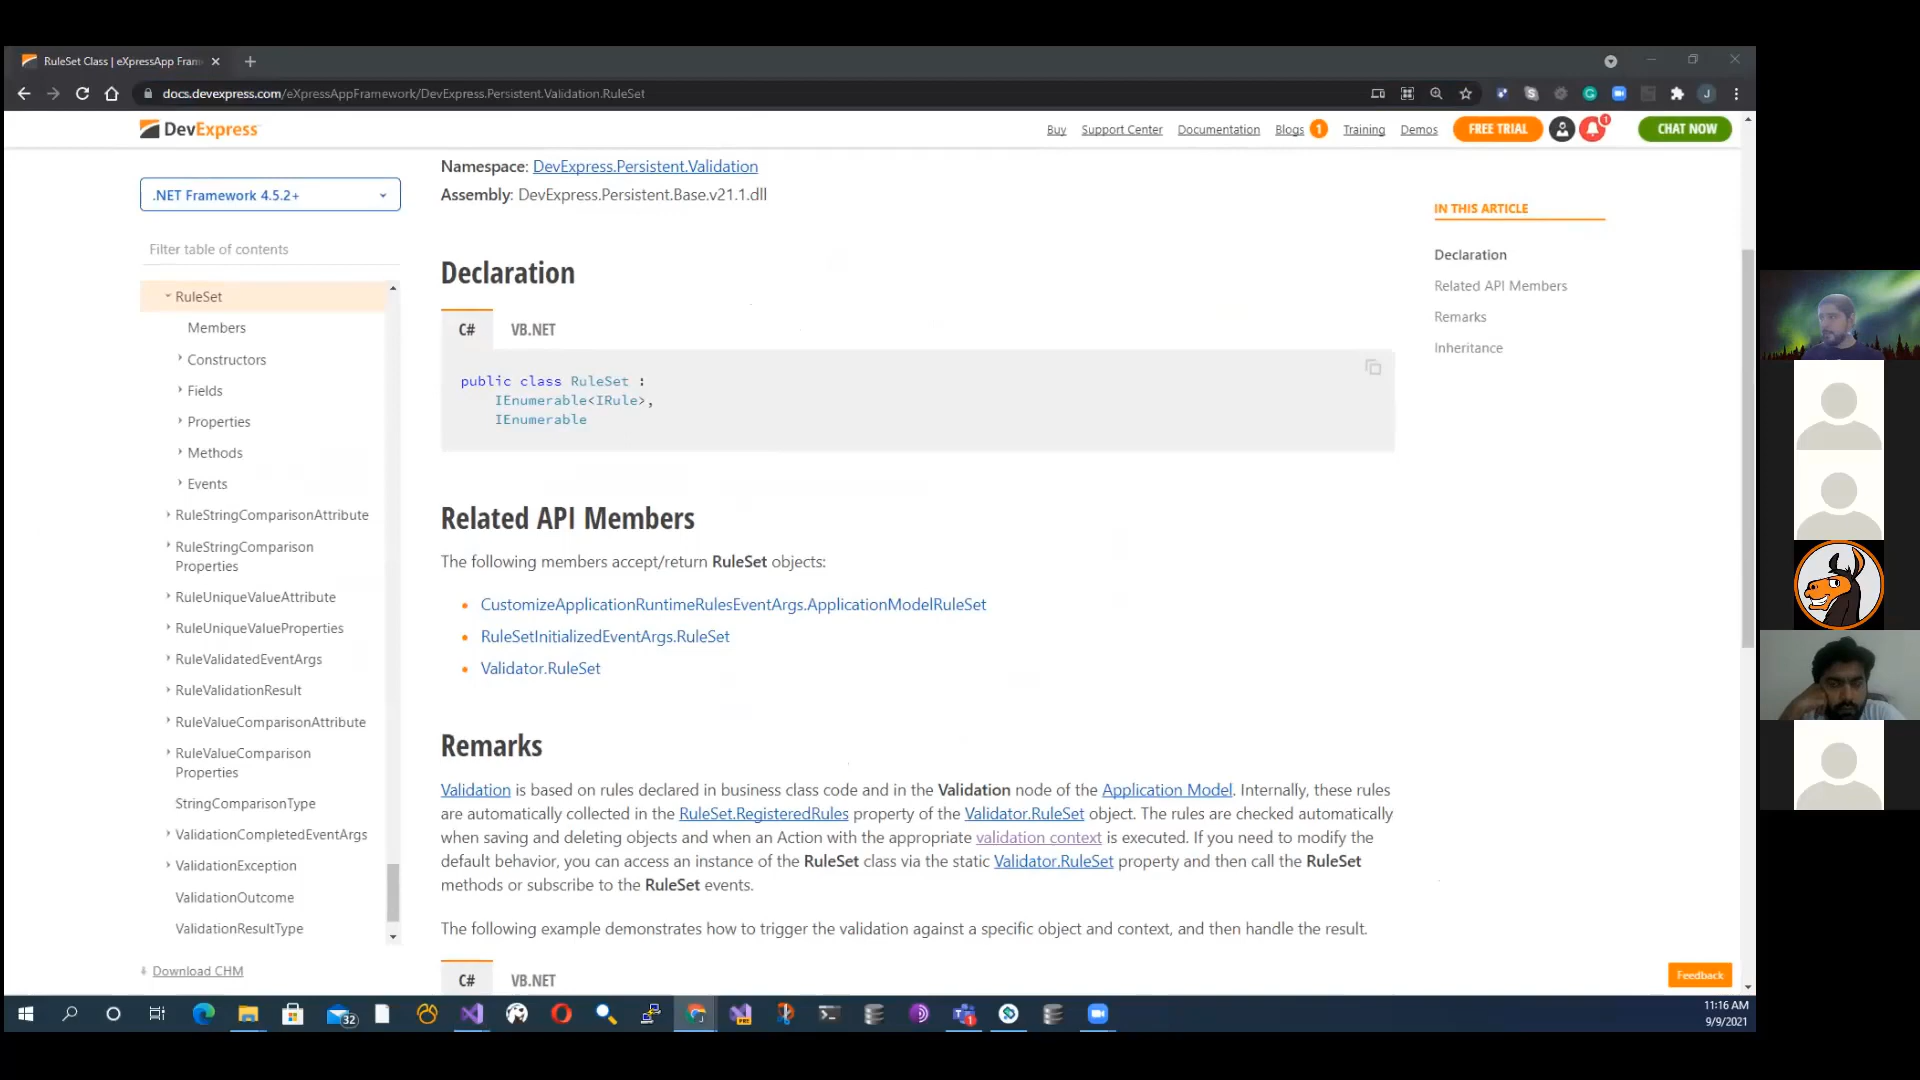 RuleSet Class | eXpressApp Fram
docs.devexpress.com/eXpressAppFramework/DevExpress.Persistent.Validation.RuleSet
J
DevExpress
Buy
Support Center
Documentation
Blogs 1
Training
Demos
FREE TRIAL
1
CHAT NOW
.NET Framework 4.5.2+
Filter table of contents
RuleSet
Members
Constructors
Fields
Properties
Methods
Events
RuleStringComparisonAttribute
RuleStringComparison
Properties
RuleUniqueValueAttribute
RuleUniqueValueProperties
RuleValidatedEventArgs
RuleValidationResult
RuleValueComparisonAttribute
RuleValueComparison
Properties
StringComparisonType
ValidationCompletedEventArgs
ValidationException
ValidationOutcome
ValidationResultType
Download CHM
Namespace: DevExpress.Persistent.Validation
Assembly: DevExpress.Persistent.Base.v21.1.dll
Declaration
C# VB.NET
public class RuleSet :
IEnumerable<IRule>,
IEnumerable
Related API Members
The following members accept/return RuleSet objects:
CustomizeApplicationRuntimeRulesEventArgs.ApplicationModelRuleSet
RuleSetInitializedEventArgs.RuleSet
Validator.RuleSet
Remarks
Validation is based on rules declared in business class code and in the Validation node of the Application Model. Internally, these rules
are automatically collected in the RuleSet.RegisteredRules property of the Validator.RuleSet object. The rules are checked automatically
when saving and deleting objects and when an Action with the appropriate validation context is executed. If you need to modify the
default behavior, you can access an instance of the RuleSet class via the static Validator.RuleSet property and then call the RuleSet
methods or subscribe to the RuleSet events.
The following example demonstrates how to trigger the validation against a specific object and context, and then handle the result.
C# VB.NET
IN THIS ARTICLE
Declaration
Related API Members
Remarks
Inheritance
Feedback
32
1
11:16 AM
9/9/2021